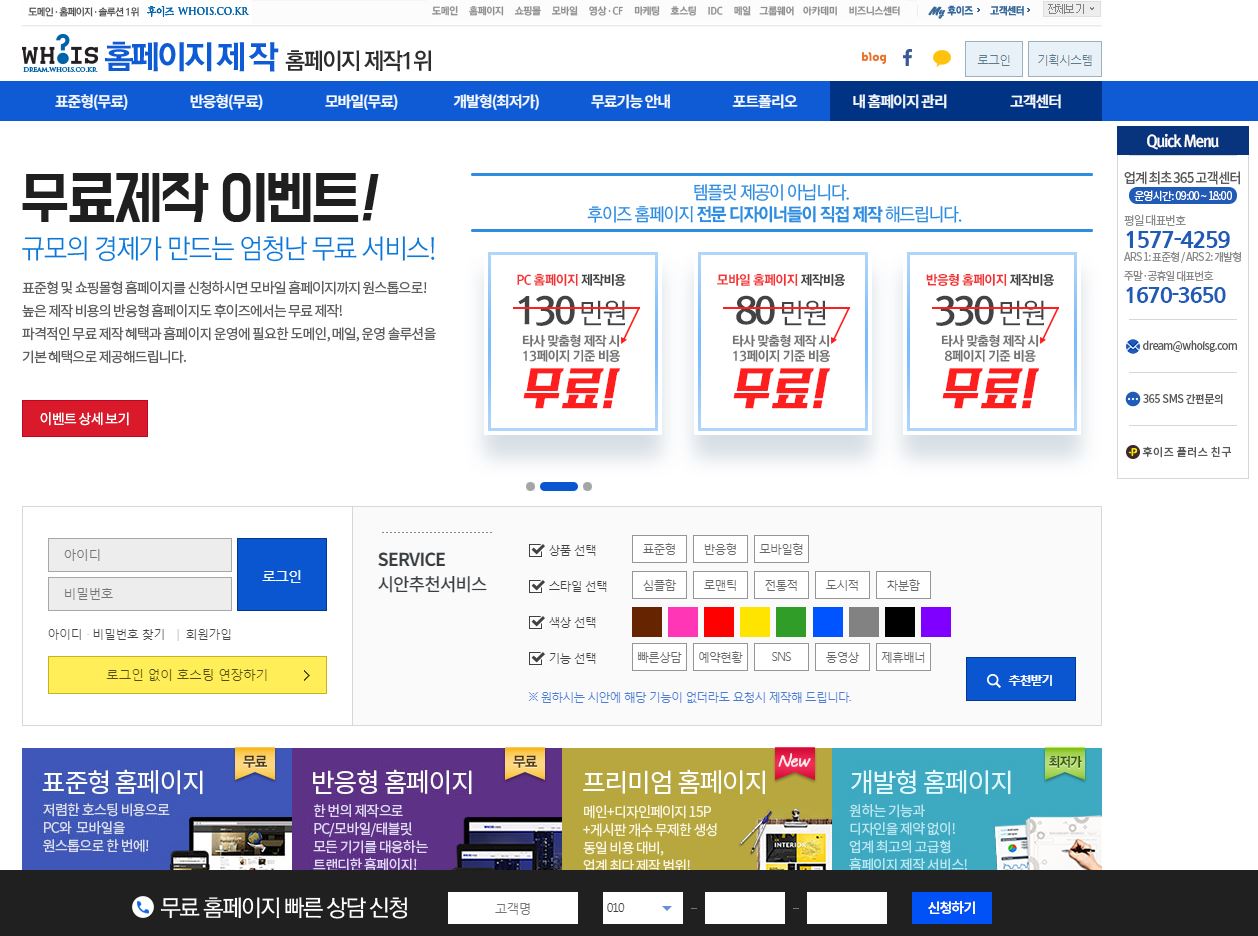 도메인 · 홈페이지 · 솔루션 1위 후이즈 WHOIS.CO.KR
도메인 홈페이지 쇼핑몰 모바일 영상 · CF 마케팅 호스팅 IDC 메일 그룹웨어 아카데미 비즈니스센터 My 후이즈 고객센터 전체보기
WH?IS
DREAM.WHOIS.CO.KR
홈페이지 제작 홈페이지 제작1위
blog
로그인
기획시스템
표준형(무료) 반응형(무료) 모바일(무료) 개발형(최저가) 무료기능 안내 포트폴리오 내 홈페이지 관리 고객센터
무료제작 이벤트!
규모의 경제가 만드는 엄청난 무료 서비스!
표준형 및 쇼핑몰형 홈페이지를 신청하시면 모바일 홈페이지까지 원스톱으로!
높은 제작 비용의 반응형 홈페이지도 후이즈에서는 무료 제작!
파격적인 무료 제작 혜택과 홈페이지 운영에 필요한 도메인, 메일, 운영 솔루션을
기본 혜택으로 제공해드립니다.
이벤트 상세 보기
템플릿 제공이 아닙니다.
후이즈 홈페이지 전문 디자이너들이 직접 제작 해드립니다.
PC 홈페이지 제작비용
130 만원
타사 맞춤형 제작 시
13페이지 기준 비용
무료!
모바일 홈페이지 제작비용
80 만원
타사 맞춤형 제작 시
13페이지 기준 비용
무료!
반응형 홈페이지 제작비용
330 만원
타사 맞춤형 제작 시
8페이지 기준 비용
무료!
Quick Menu
업계 최초 365 고객센터
운영시간: 09:00 ~ 18:00
평일 대표번호
1577-4259
ARS 1: 표준형 / ARS 2: 개발형
주말 · 공휴일 대표번호
1670-3650
dream@whoisg.com
365 SMS 간편문의
후이즈 플러스 친구
아이디
비밀번호
로그인
아이디 · 비밀번호 찾기 | 회원가입
로그인 없이 호스팅 연장하기
SERVICE
시안추천서비스
상품 선택 표준형 반응형 모바일형
스타일 선택 심플함 로맨틱 전통적 도시적 차분함
색상 선택
기능 선택 빠른상담 예약현황 SNS 동영상 제휴배너
※ 원하시는 시안에 해당 기능이 없더라도 요청시 제작해 드립니다.
추천받기
무료
표준형 홈페이지
저렴한 호스팅 비용으로
PC와 모바일을
원스톱으로 한 번에!
무료
반응형 홈페이지
한 번의 제작으로
PC/모바일/태블릿
모든 기기를 대응하는
트랜디한 홈페이지!
New
프리미엄 홈페이지
메인+디자인페이지 15P
+게시판 개수 무제한 생성
동일 비용 대비,
업계 최다 제작 범위!
INTERIOR
최저가
개발형 홈페이지
원하는 기능과
디자인을 제약 없이!
업계 최고의 고급형
홈페이지 제작 서비스!
무료 홈페이지 빠른 상담 신청
고객명
010
–
–
신청하기